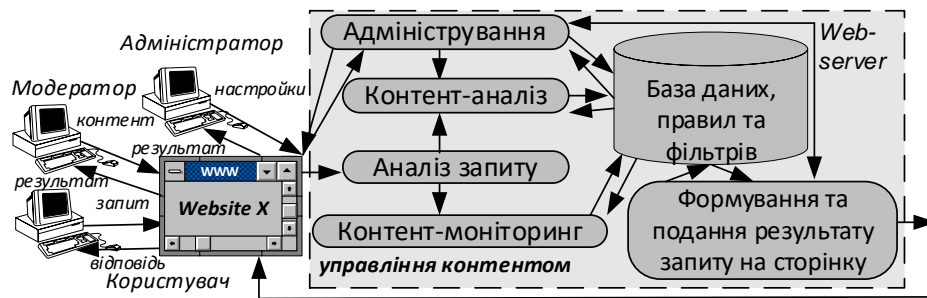 Адміністратор
Модератор
настройки
контент
результат
результат
запит
відповідь
Користувач
www
Website X
Адміністрування
Контент-аналіз
Аналіз запиту
Контент-моніторинг
управління контентом
База даних,
правил та
фільтрів
Web-
server
Формування та
подання результату
запиту на сторінку